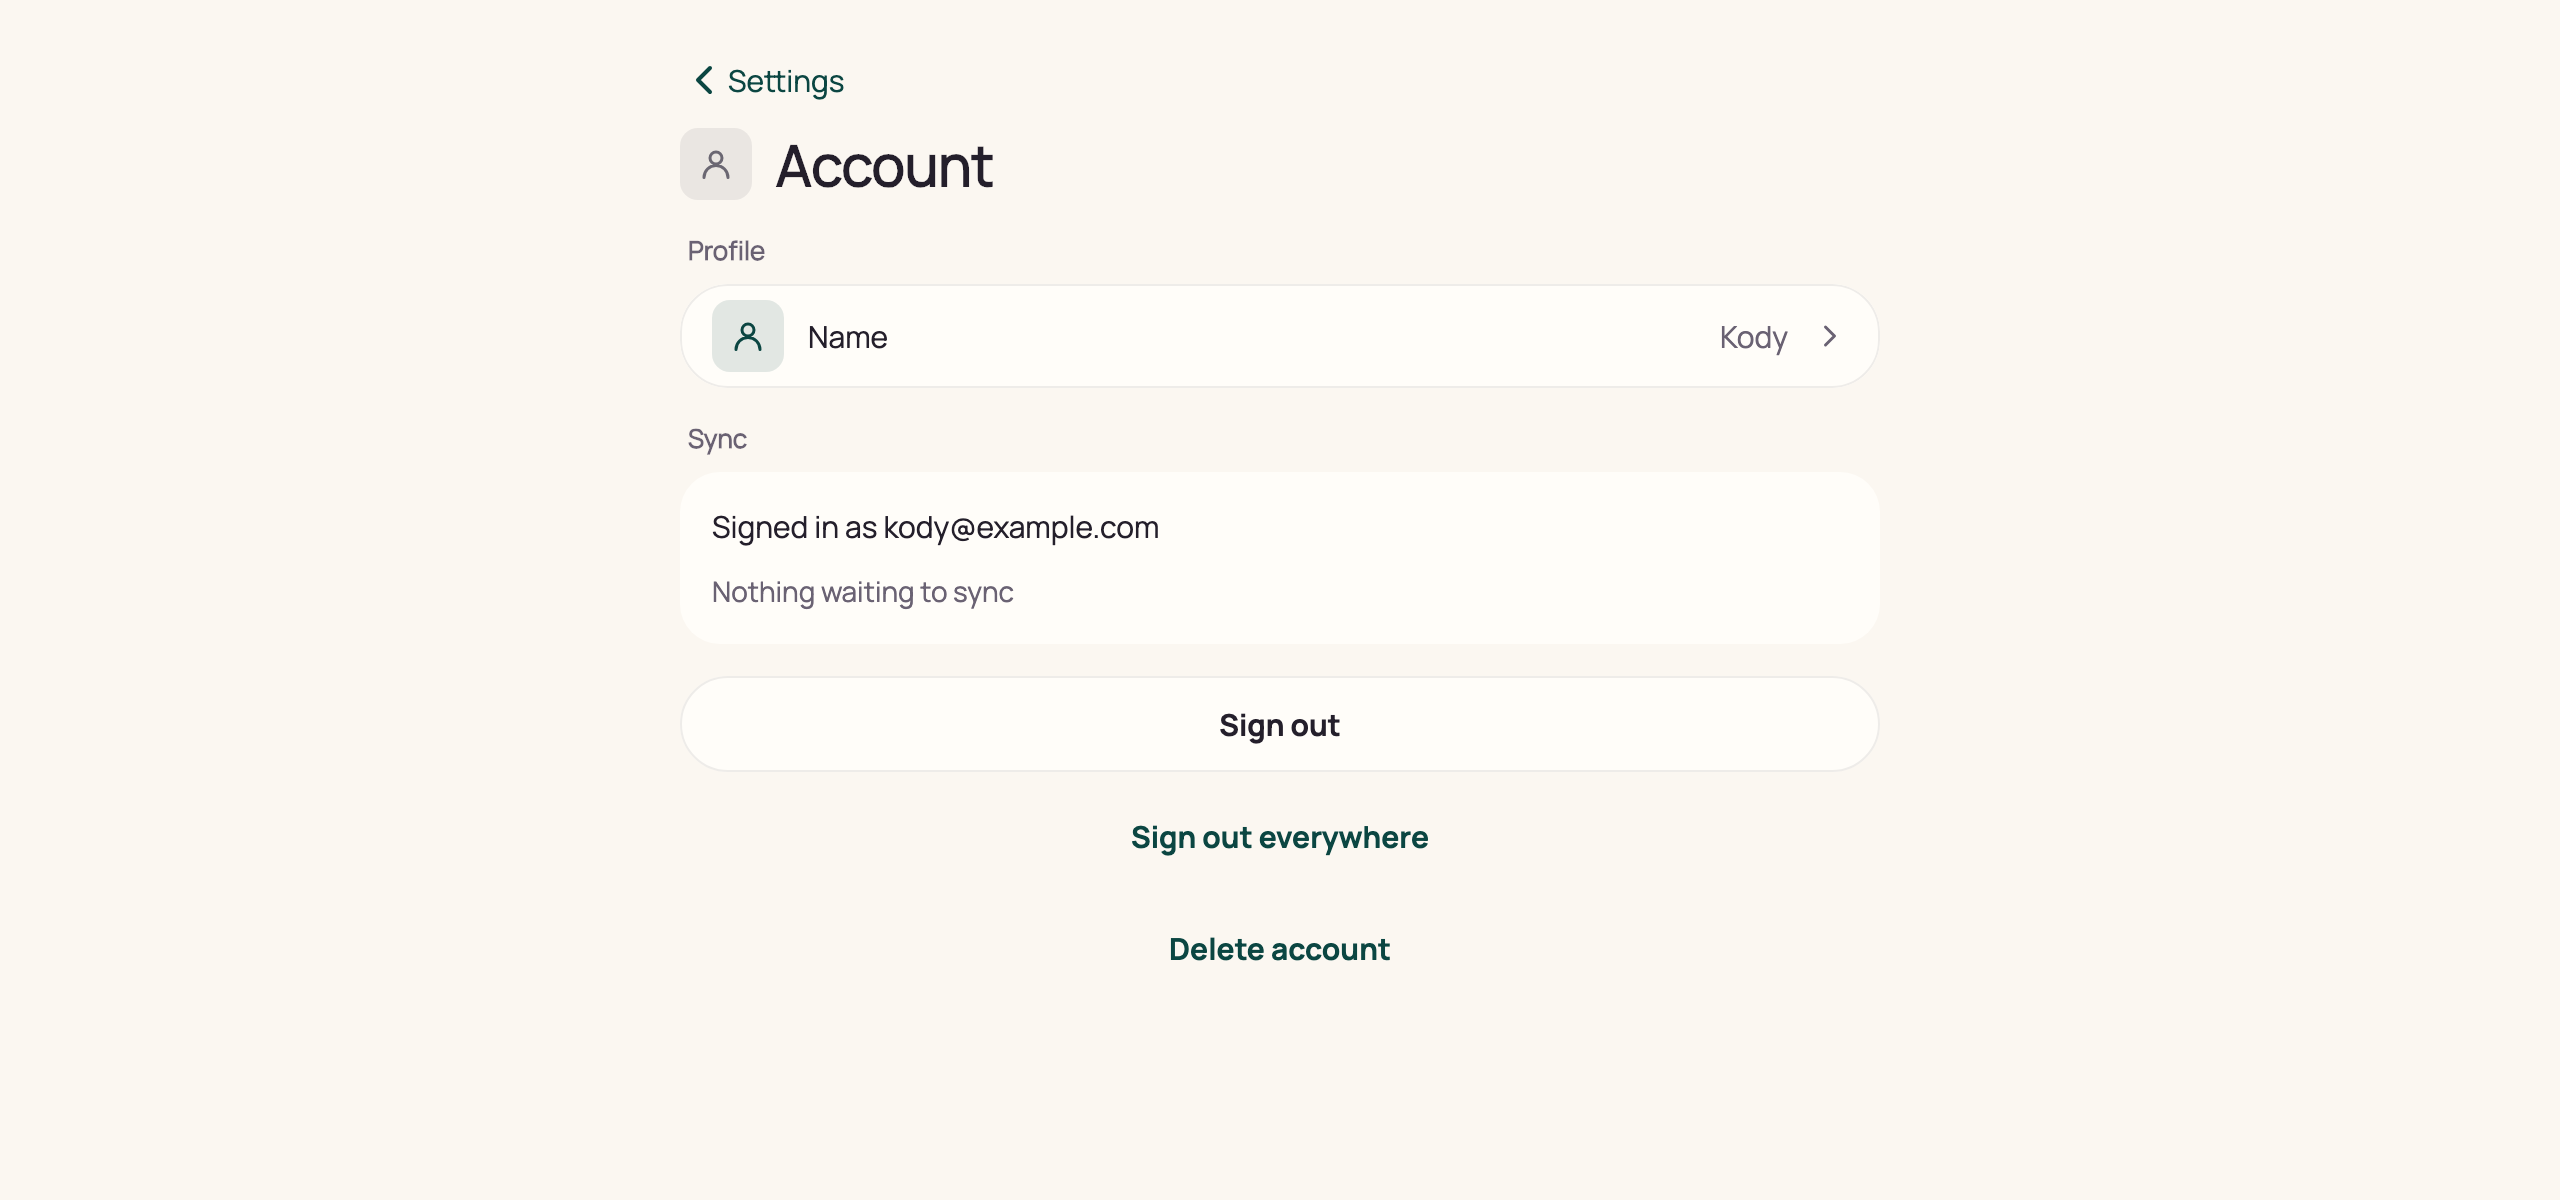 Settings
Account
Profile
Name
Kody
Sync
Signed in as kody@example.com
Nothing waiting to sync
Sign out
Sign out everywhere
Delete account